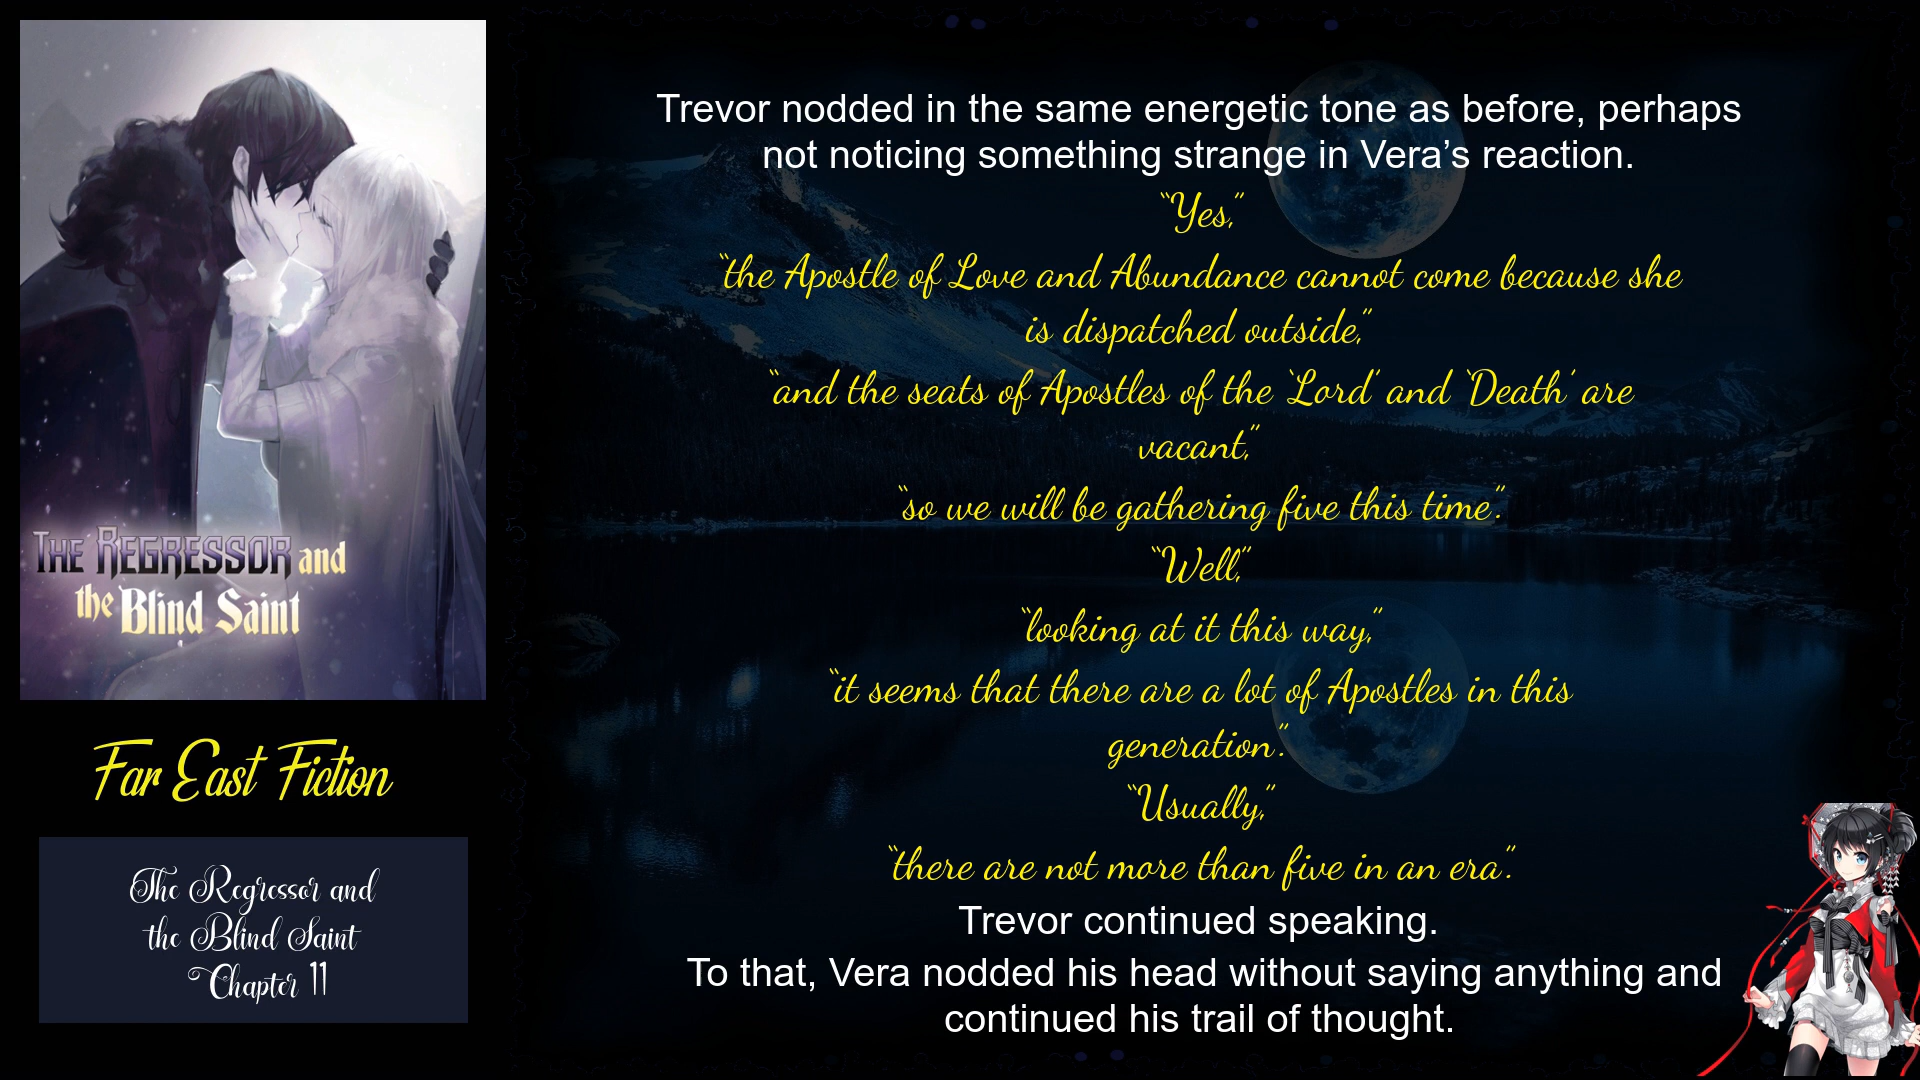 THE REGRESSOR and
the Blind Saint
Far East Fiction
The Regressor and
the Blind Saint
Chapter 11
Trevor nodded in the same energetic tone as before, perhaps
not noticing something strange in Vera’s reaction.
“Yes,”
“the Apostle of Love and Abundance cannot come because she
is dispatched outside,”
“and the seats of Apostles of the ‘Lord’ and ‘Death’ are
vacant,”
“so we will be gathering five this time”.
“Well,”
“looking at it this way,”
“it seems that there are a lot of Apostles in this
generation”.
“Usually,”
“there are not more than five in an era”.
Trevor continued speaking.
To that, Vera nodded his head without saying anything and
continued his trail of thought.